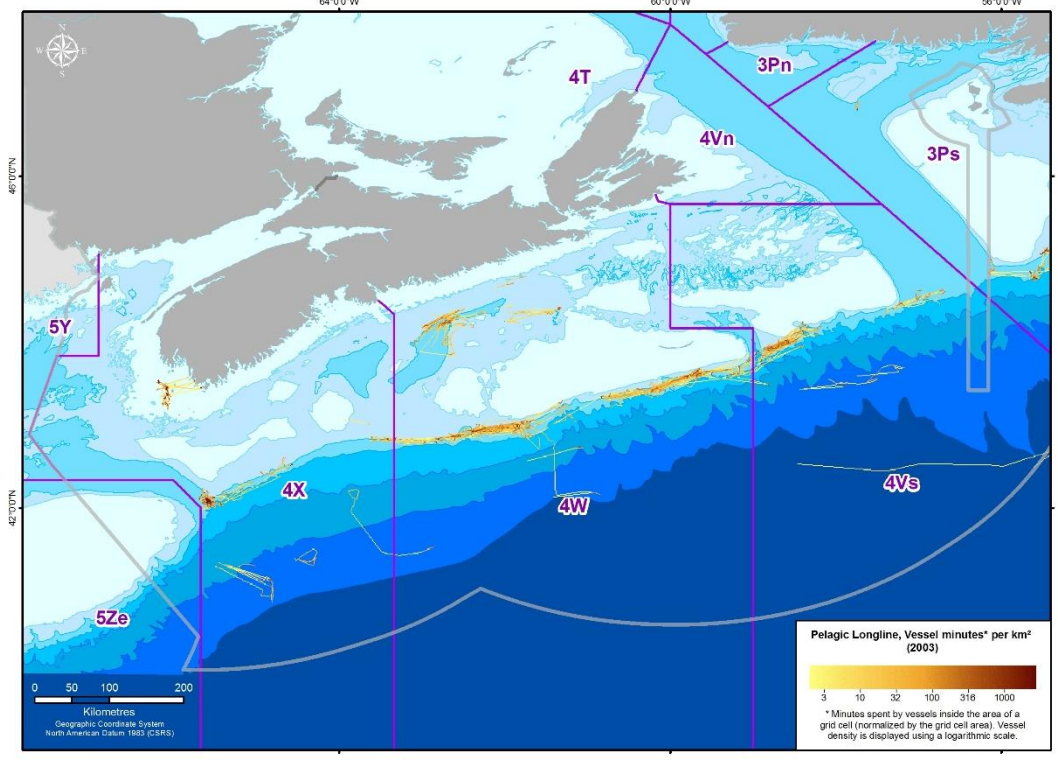 64°0'0"W 60°0'0"W 56°0'0"W
N
W E
S
4T
3Pn
4Vn
3Ps
46°0'0"N
5Y
4X
4Vs
4W
42°0'0"N
5Ze
Pelagic Longline, Vessel minutes* per km²
(2003)
3 10 32 100 316 1000
* Minutes spent by vessels inside the area of a
grid cell (normalized by the grid cell area). Vessel
density is displayed using a logarithmic scale.
0 50 100 200
Kilometres
Geographic Coordinate System
North American Datum 1983 (CSRS)